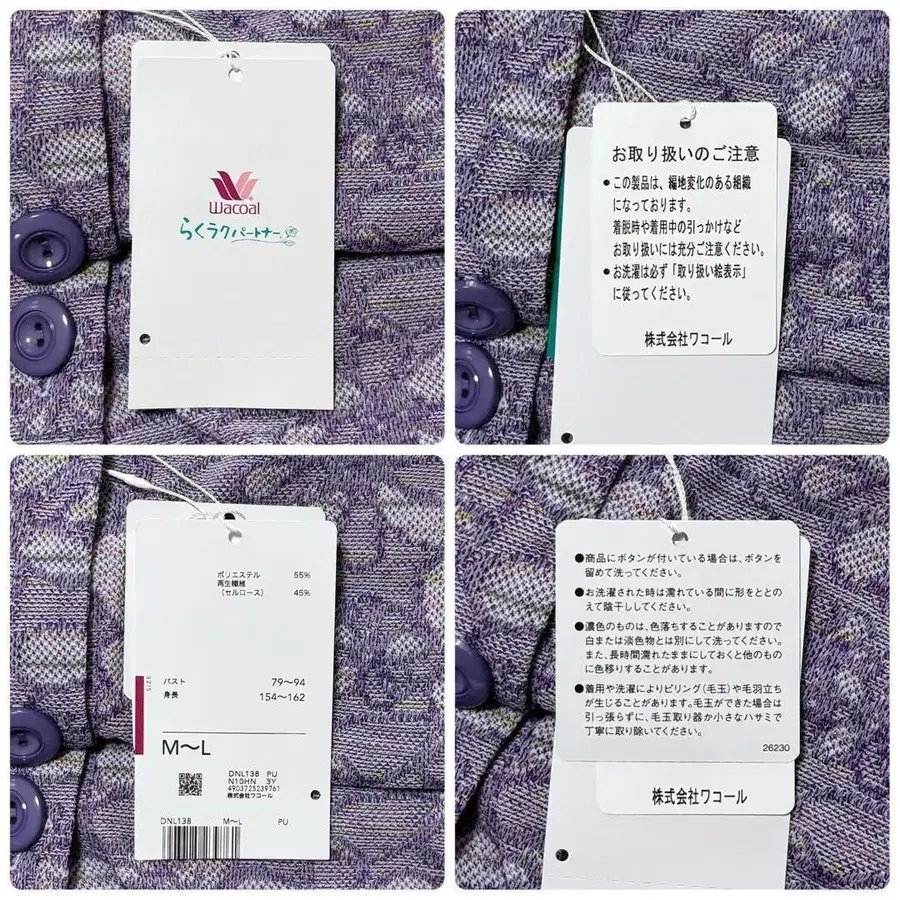 Wacoal
らくラクパートナー
お取り扱いのご注意
●この製品は、編地変化のある組織
になっております。
着脱時や着用中の引っかけなど
お取り扱いには充分ご注意ください。
●お洗濯は必ず「取り扱い絵表示」
に従ってください。
株式会社ワコール
ポリエステル 55%
再生繊維
(セルロース) 45%
SIZE
バスト 79〜94
身長 154〜162
M〜L
DNL138 PU
N10HN 3Y
4903725239761
株式会社ワコール
DNL138 M〜L PU
●商品にボタンが付いている場合は、ボタンを
留めて洗ってください。
●お洗濯された時は濡れている間に形をととの
えて陰干ししてください。
●濃色のものは、色落ちすることがありますので
白または淡色物とは別にして洗ってください。
また、長時間濡れたままにしておくと他のもの
に色移りすることがあります。
●着用や洗濯によりピリング(毛玉)や毛羽立ち
が生じることがあります。毛玉ができた場合は
引っ張らずに、毛玉取り器か小さなハサミで
丁寧に取り除いてください。
26230
株式会社ワコール